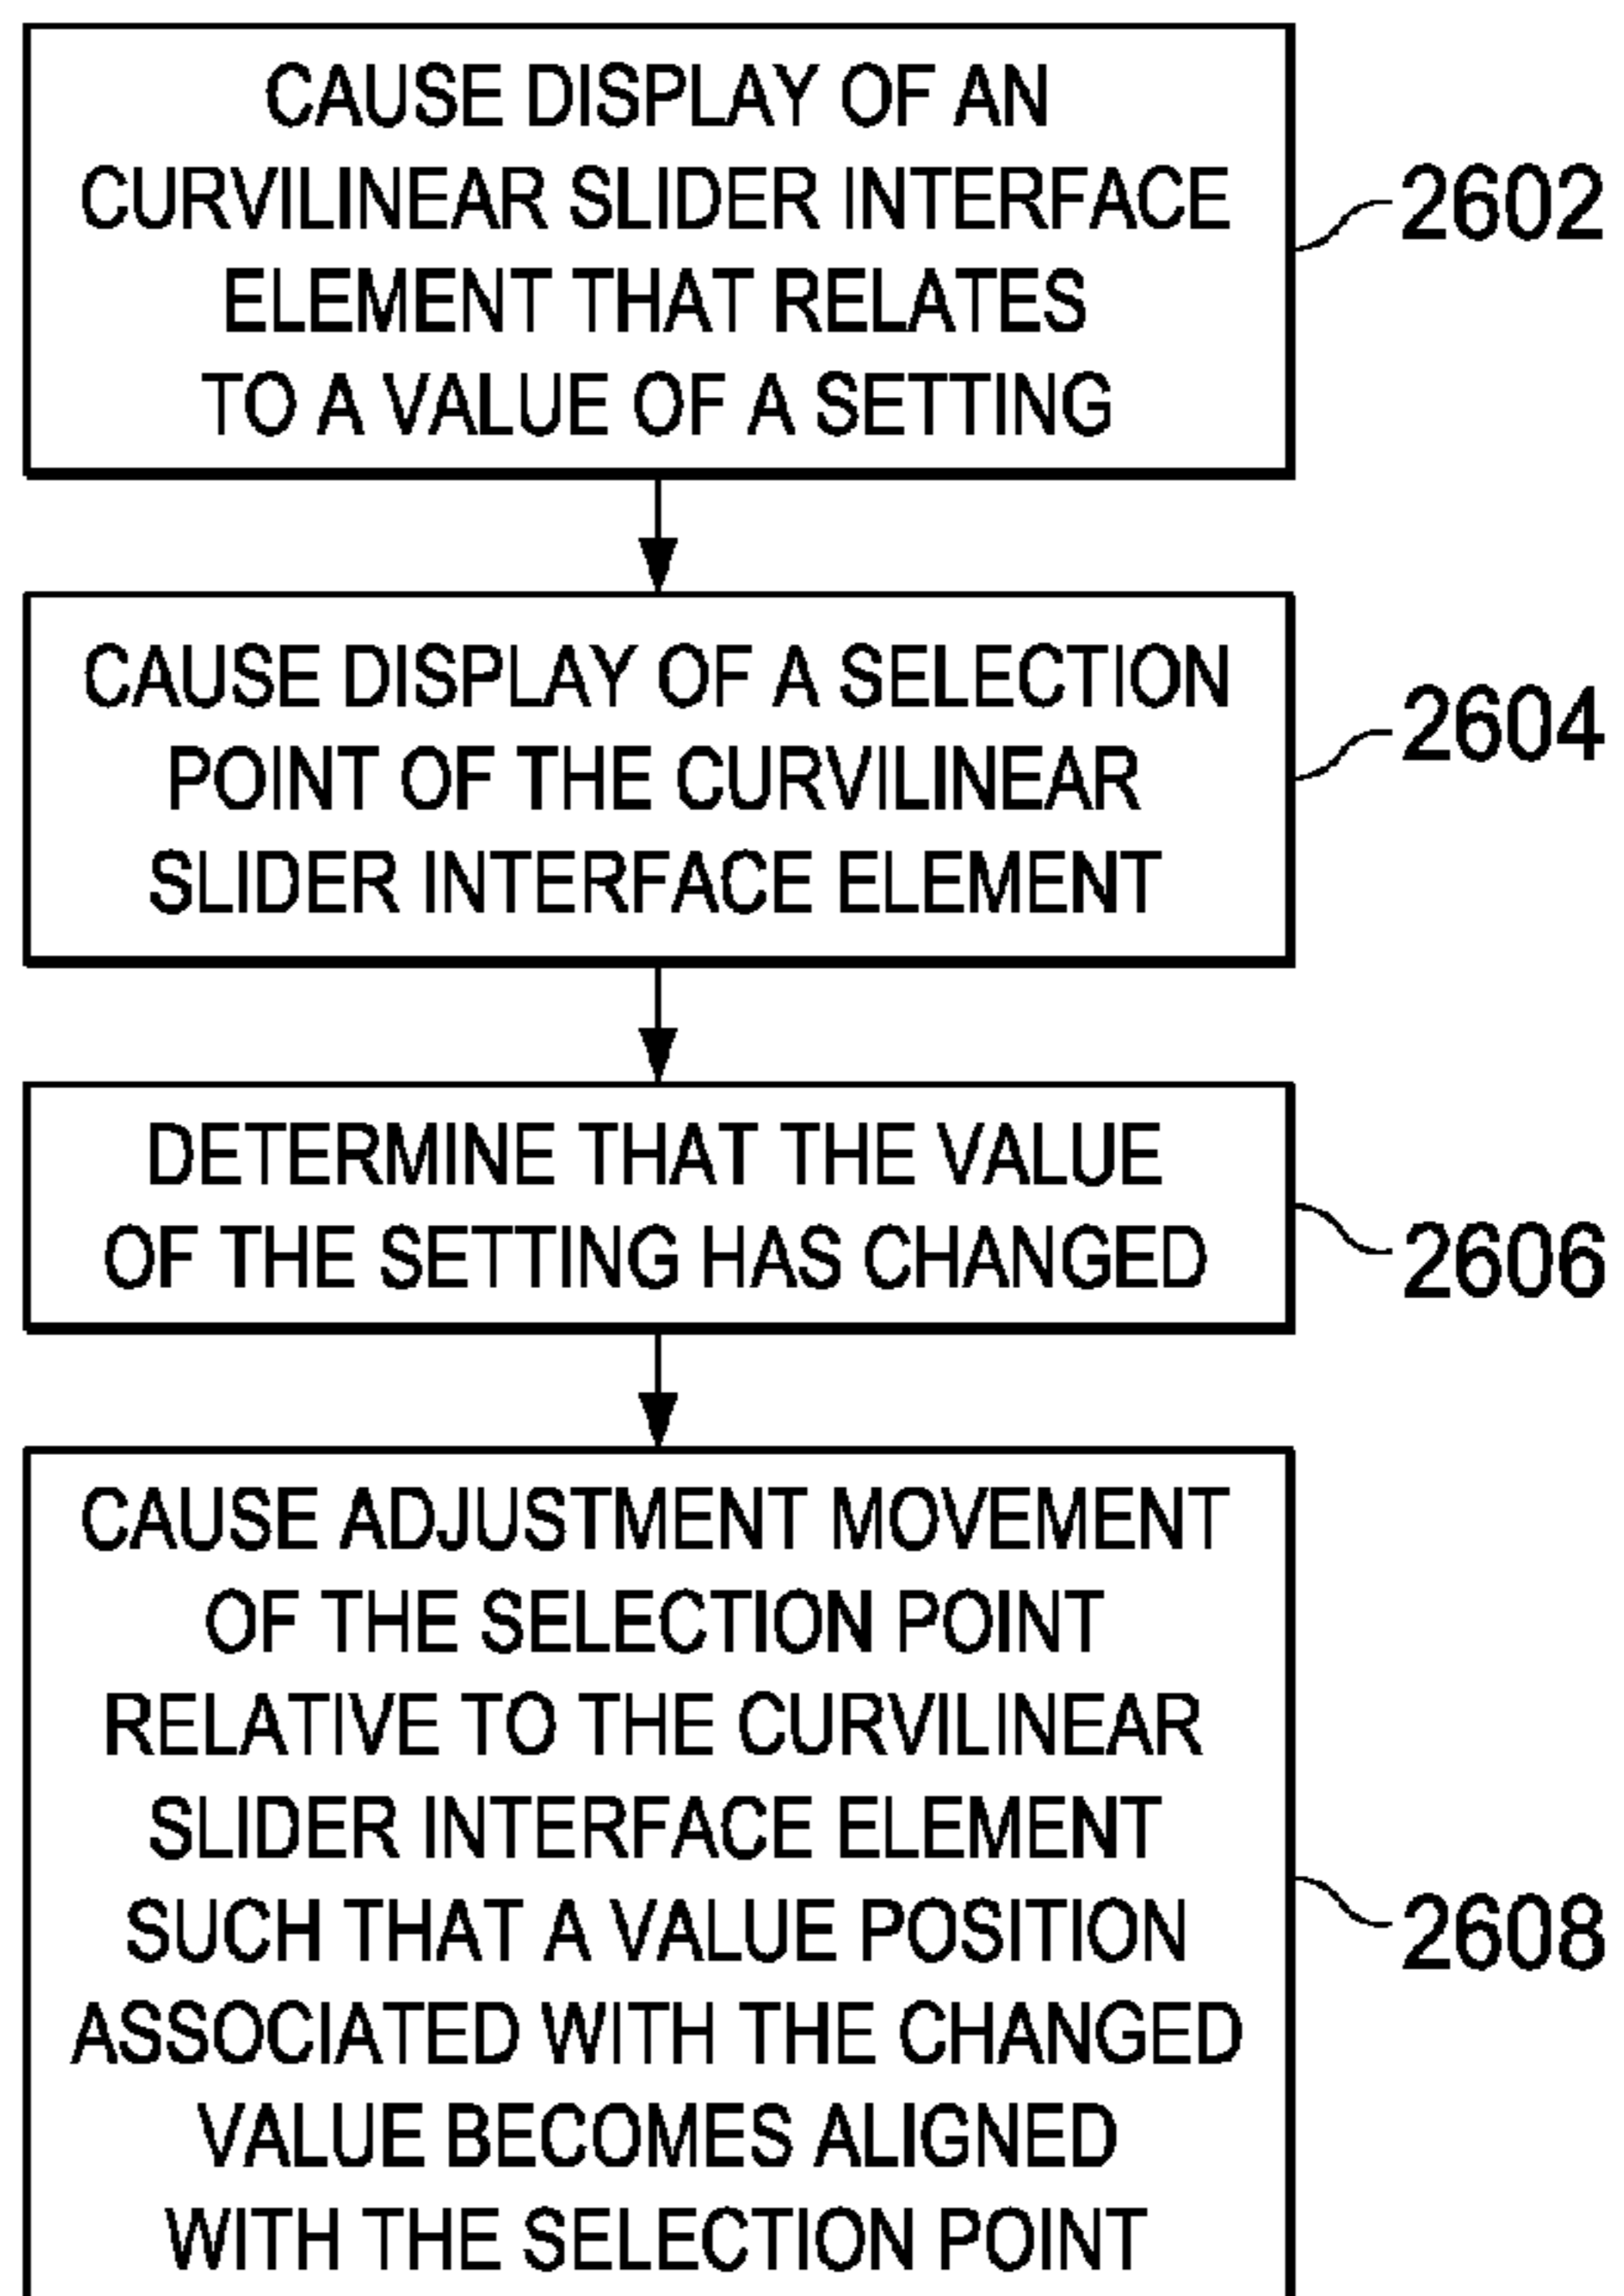 CAUSE DISPLAY OF AN
CURVILINEAR SLIDER INTERFACE
ELEMENT THAT RELATES
TO A VALUE OF A SETTING
2602
CAUSE DISPLAY OF A SELECTION
POINT OF THE CURVILINEAR
SLIDER INTERFACE ELEMENT
2604
DETERMINE THAT THE VALUE
OF THE SETTING HAS CHANGED
2606
CAUSE ADJUSTMENT MOVEMENT
OF THE SELECTION POINT
RELATIVE TO THE CURVILINEAR
SLIDER INTERFACE ELEMENT
SUCH THAT A VALUE POSITION
ASSOCIATED WITH THE CHANGED
VALUE BECOMES ALIGNED
WITH THE SELECTION POINT
2608